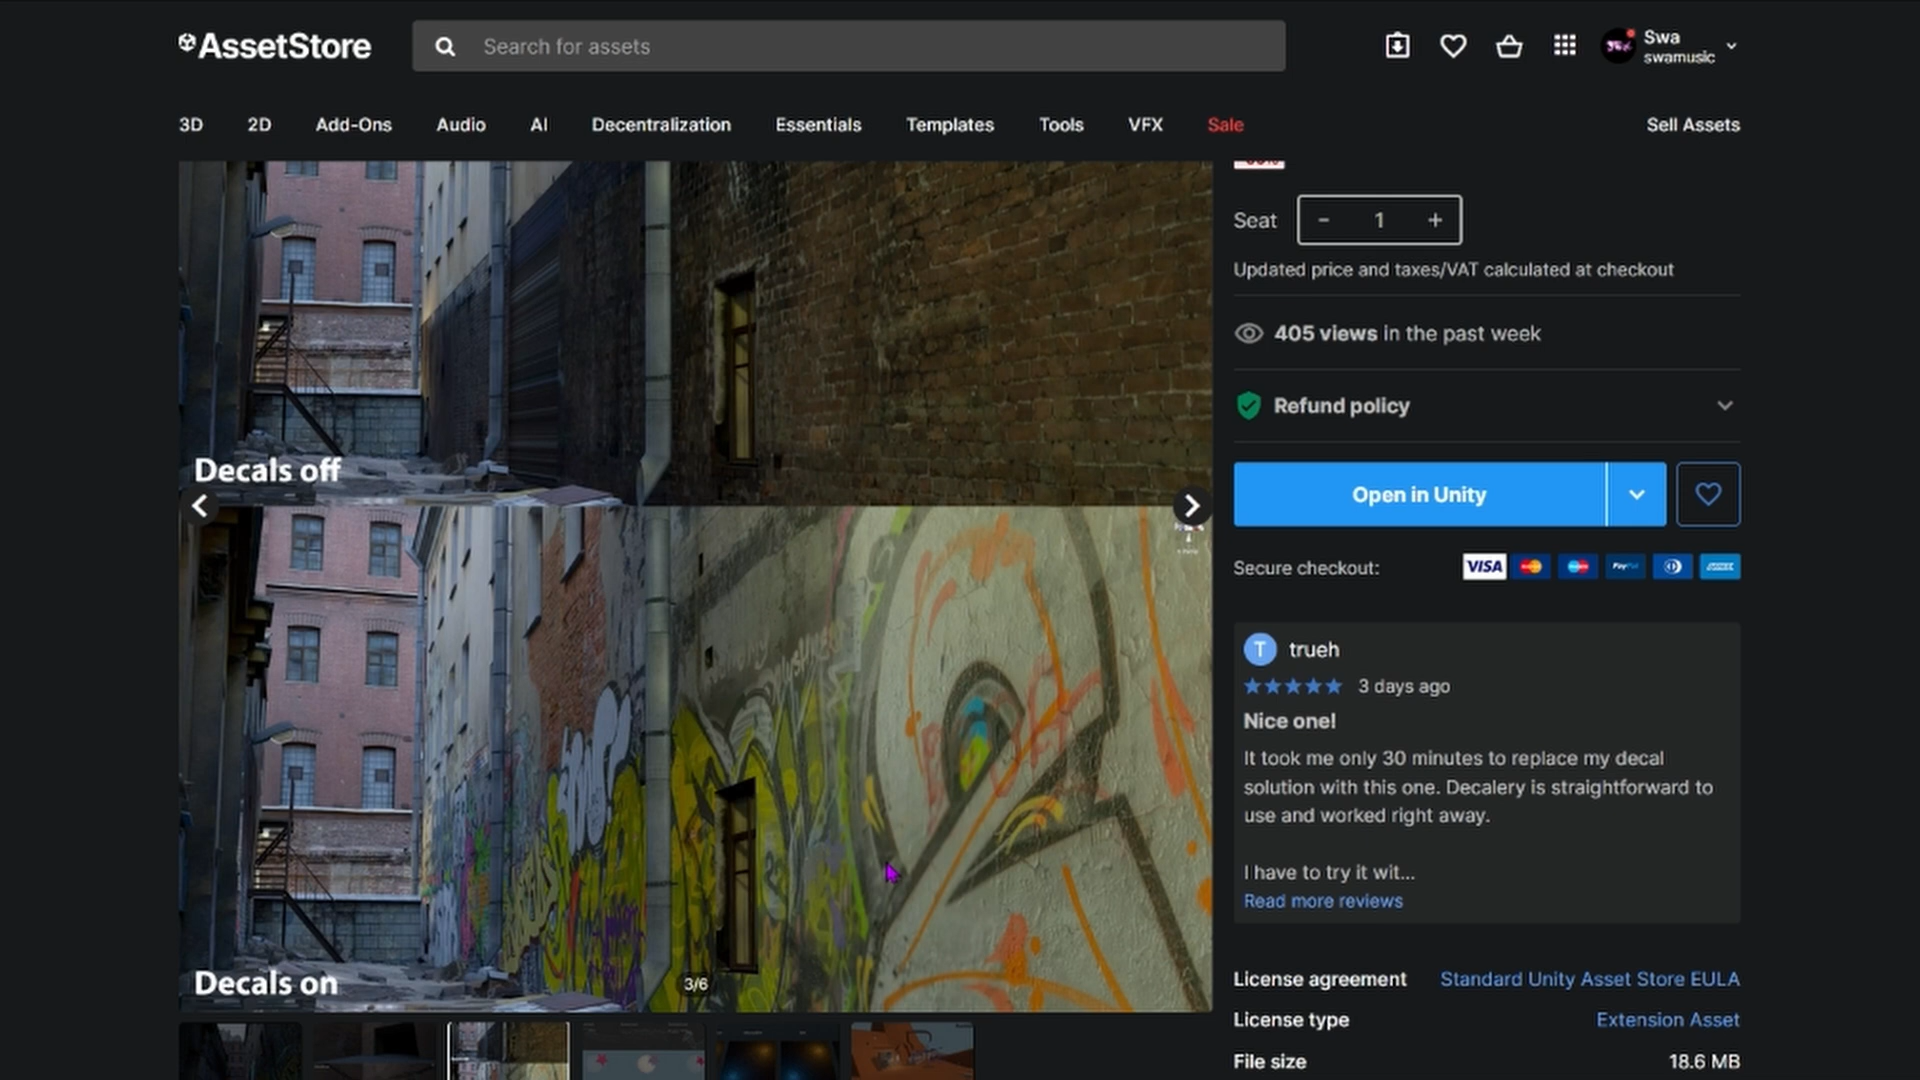 AssetStore
Search for assets
Swa
swamusic
3D 2D Add-Ons Audio AI Decentralization Essentials Templates Tools VFX Sale Sell Assets
Seat - 1 +
Updated price and taxes/VAT calculated at checkout
405 views in the past week
Refund policy
Decals off
Open in Unity
Secure checkout: VISA PayPal
T trueh
3 days ago
Nice one!
It took me only 30 minutes to replace my decal
solution with this one. Decalery is straightforward to
use and worked right away.
I have to try it wit...
Read more reviews
Decals on
3/6
License agreement Standard Unity Asset Store EULA
License type Extension Asset
File size 18.6 MB